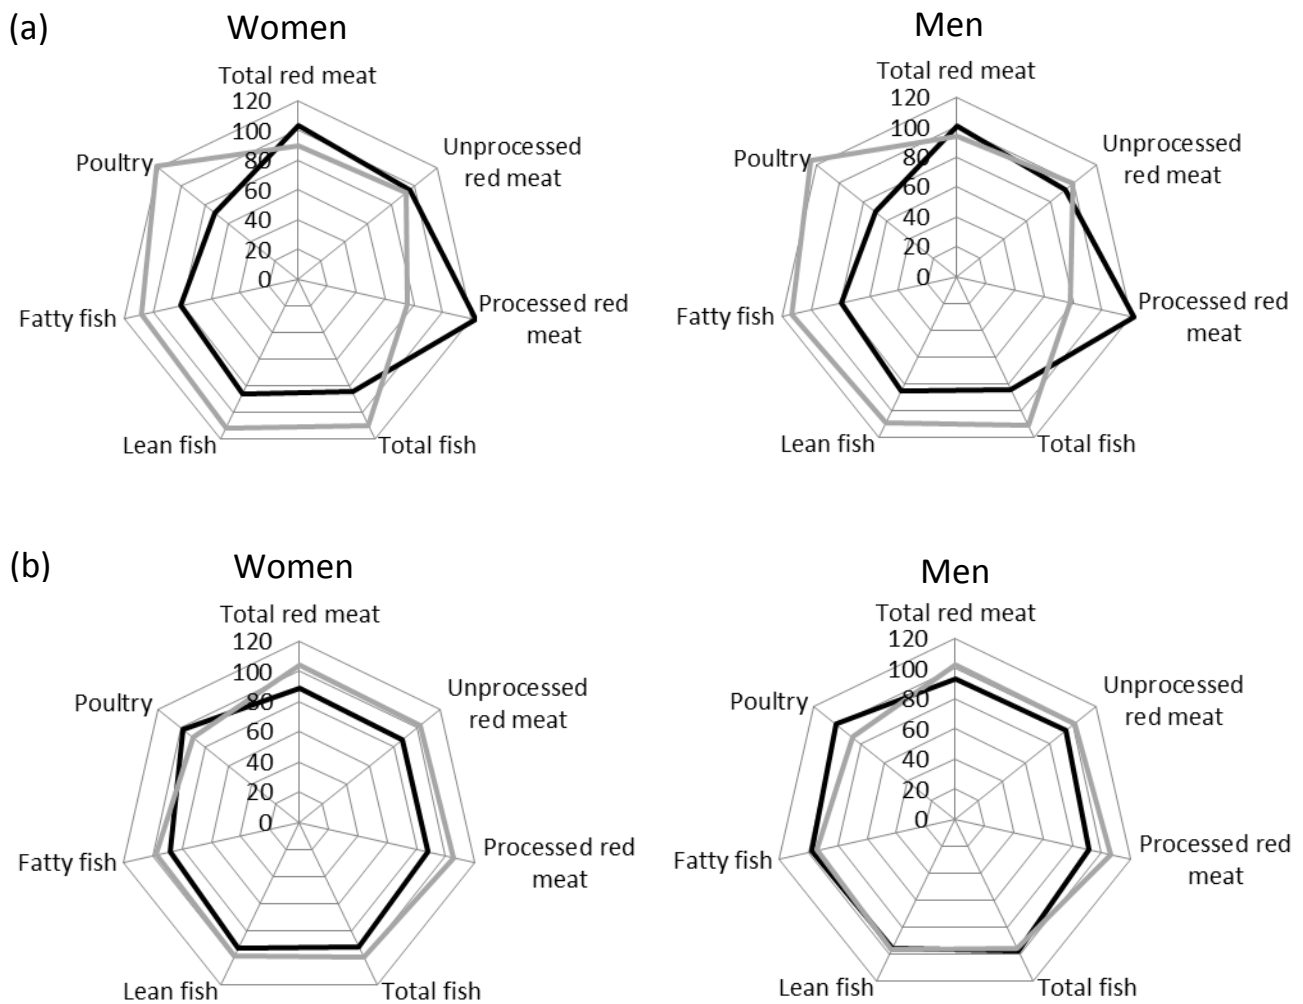 (a)
Women
Total red meat
120
100
80
60
40
20
0
Unprocessed
red meat
Processed red
meat
Total fish
Lean fish
Fatty fish
Poultry
Men
Total red meat
120
100
80
60
40
20
0
Unprocessed
red meat
Processed red
meat
Total fish
Lean fish
Fatty fish
Poultry
(b)
Women
Total red meat
120
100
80
60
40
20
0
Unprocessed
red meat
Processed red
meat
Total fish
Lean fish
Fatty fish
Poultry
Men
Total red meat
120
100
80
60
40
20
0
Unprocessed
red meat
Processed red
meat
Total fish
Lean fish
Fatty fish
Poultry